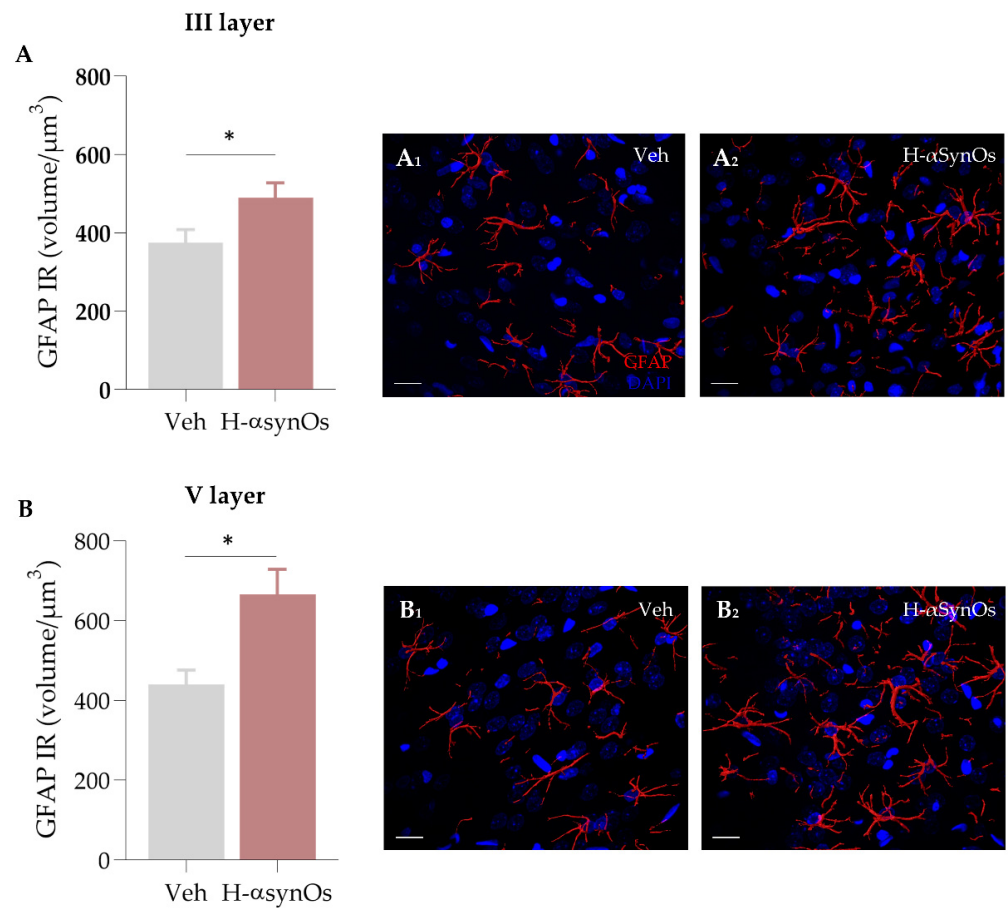 III layer
A
GFAP IR (volume/μm³)
800
600
400
200
0
*
Veh
H-αsynOs
A₁
Veh
GFAP
DAPI
A₂
H-αSynOs
V layer
B
GFAP IR (volume/μm³)
800
600
400
200
0
*
Veh
H-αsynOs
B₁
Veh
B₂
H-αSynOs